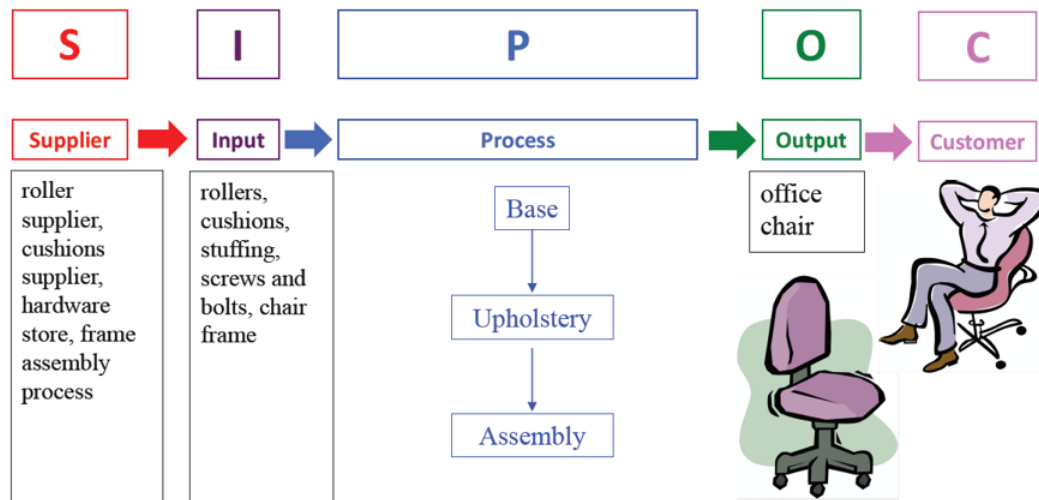 S
I
P
O
C
Supplier
Input
Process
Output
Customer
roller
supplier,
cushions
supplier,
hardware
store, frame
assembly
process
rollers,
cushions,
stuffing,
screws and
bolts, chair
frame
Base
Upholstery
Assembly
office
chair